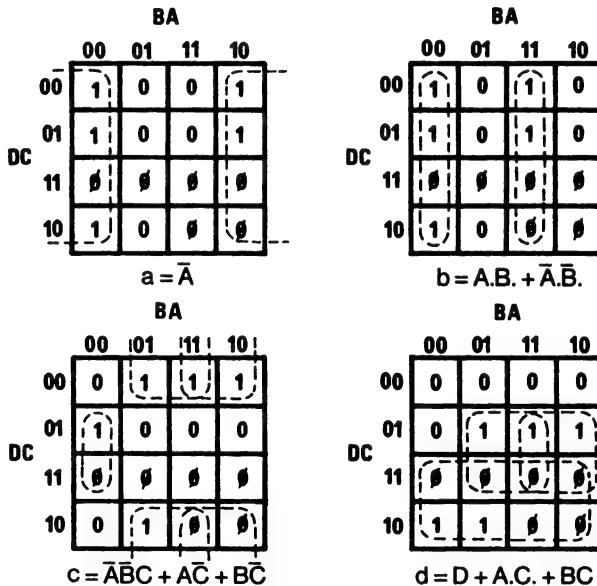 BA
00 01 11 10
00 1 0 0 1
01 1 0 0 1
DC
11 Ø Ø Ø Ø
10 1 0 Ø Ø
a = A̅
BA
00 01 11 10
00 1 0 1 0
01 1 0 1 0
DC
11 Ø Ø Ø Ø
10 1 0 Ø Ø
b = A.B. + A̅.B̅.
BA
00 01 11 10
00 0 1 1 1
01 1 0 0 0
DC
11 Ø Ø Ø Ø
10 0 1 Ø Ø
c = A̅B̅C + AC̅ + BC̅
BA
00 01 11 10
00 0 0 0 0
01 0 1 1 1
DC
11 Ø Ø Ø Ø
10 1 1 Ø Ø
d = D + A.C. + BC